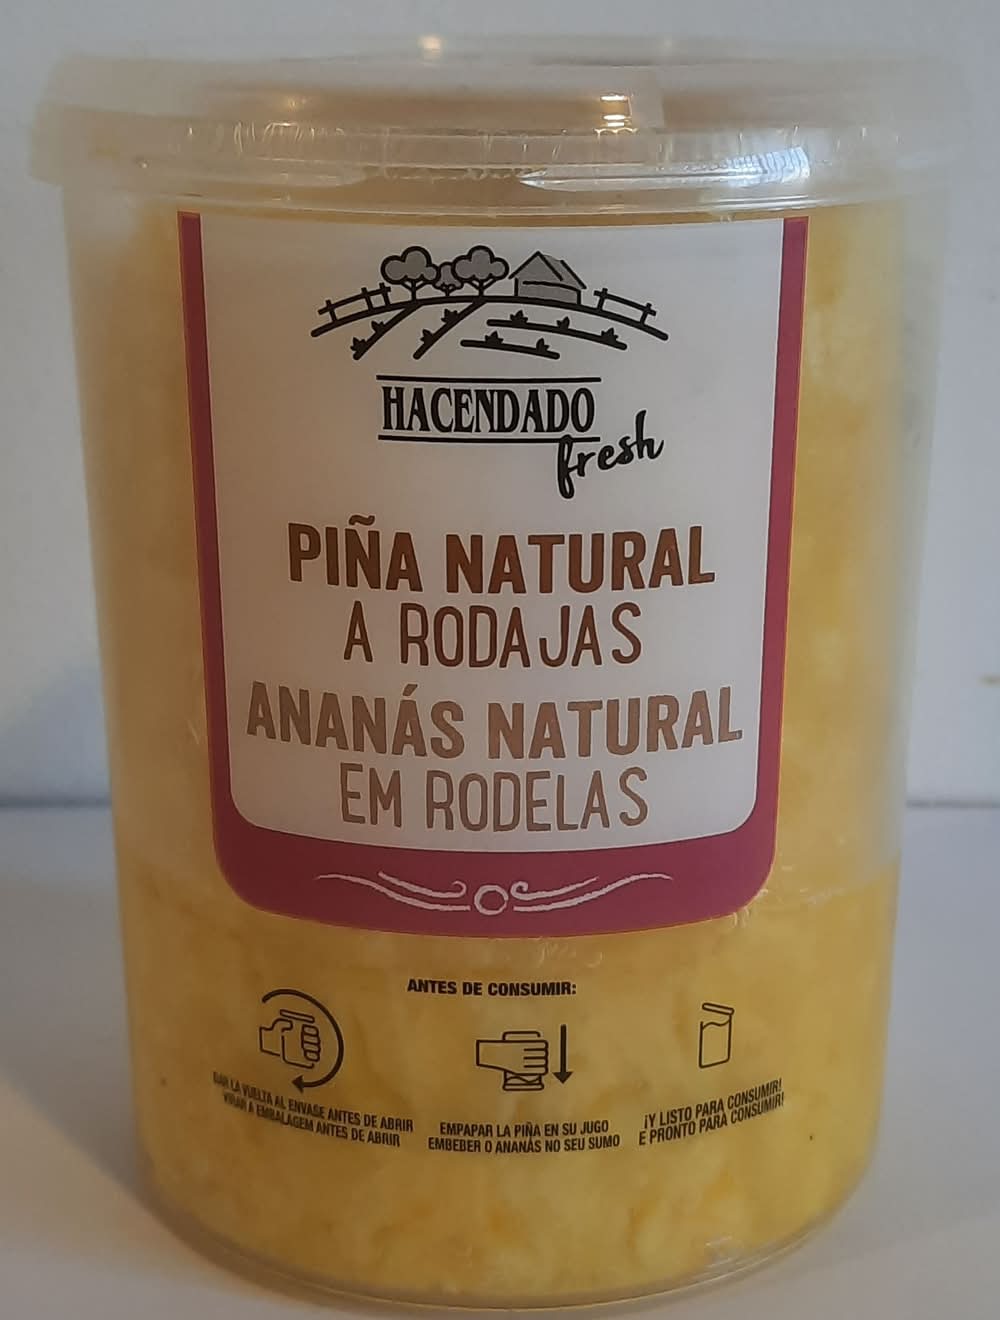 HACENDADO
fresh
PIÑA NATURAL
A RODAJAS
ANANÁS NATURAL
EM RODELAS
ANTES DE CONSUMIR:
DAR LA VUELTA AL ENVASE ANTES DE ABRIR
VIRAR A EMBALAGEM ANTES DE ABRIR
EMPAPAR LA PIÑA EN SU JUGO
EMBEBER O ANANÁS NO SEU SUMO
¡Y LISTO PARA CONSUMIR!
E PRONTO PARA CONSUMIR!